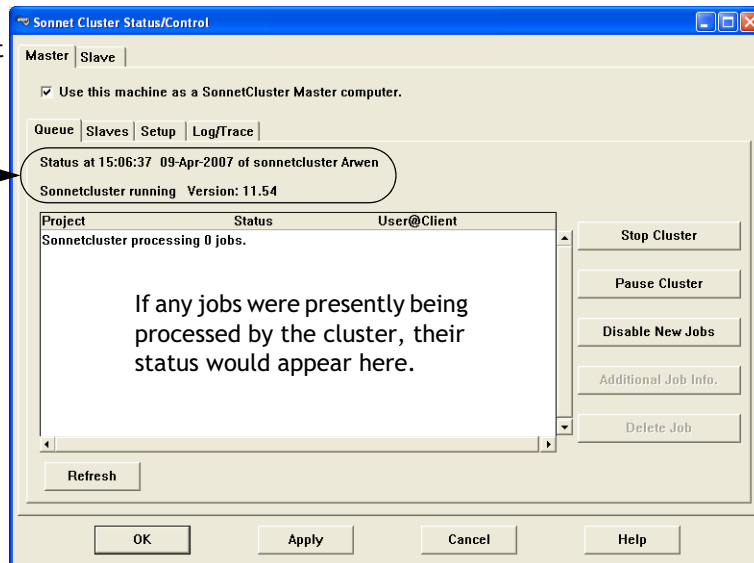 Sonnet Cluster Status/Control
Master Slave
Use this machine as a SonnetCluster Master computer.
Queue Slaves Setup Log/Trace
Status at 15:06:37 09-Apr-2007 of sonnetcluster Arwen
Sonnetcluster running Version: 11.54
Project Status User@Client
Sonnetcluster processing 0 jobs.
If any jobs were presently being
processed by the cluster, their
status would appear here.
Stop Cluster
Pause Cluster
Disable New Jobs
Additional Job Info.
Delete Job
Refresh
OK Apply Cancel Help